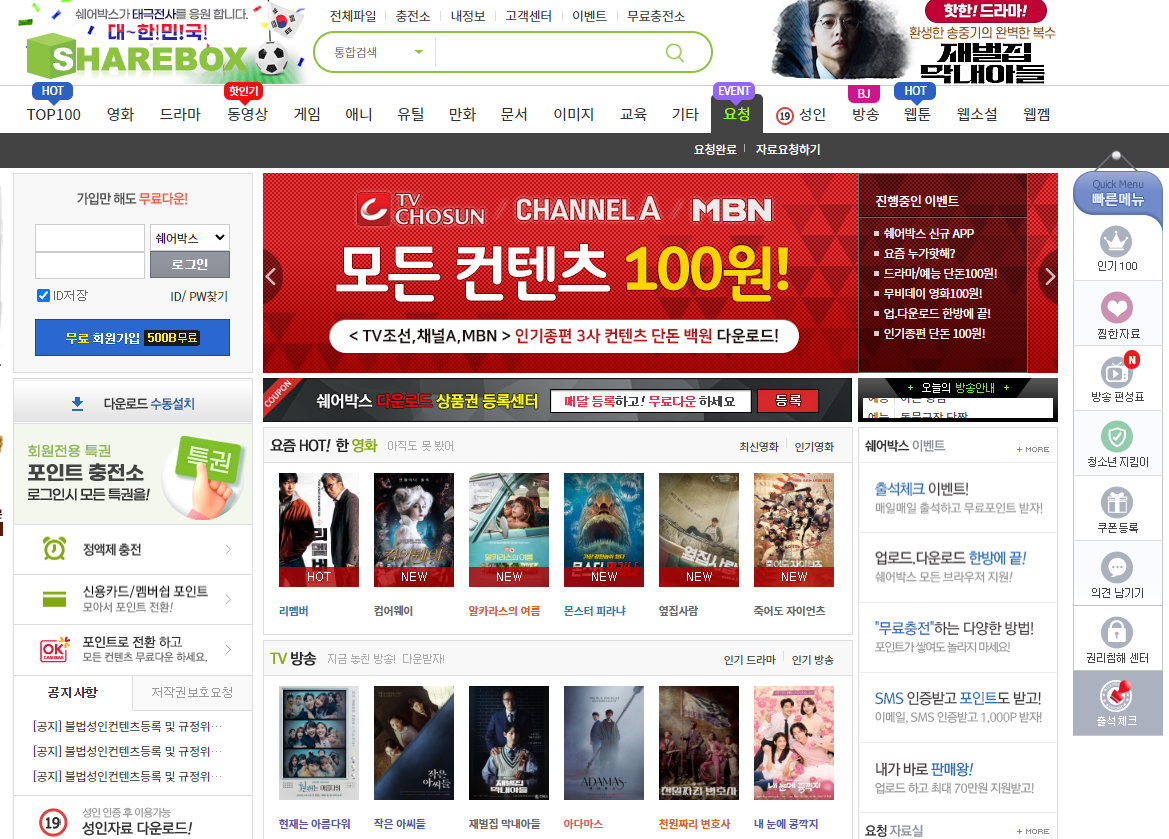 쉐어박스가 태극전사를 응원 합니다.
대~한!민!국!
SHAREBOX
전체파일 충전소 내정보 고객센터 이벤트 무료충전소
통합검색
핫한! 드라마!
환생한 송중기의 완벽한 복수
재벌집
막내아들
HOT 핫인기 EVENT BJ HOT
TOP100 영화 드라마 동영상 게임 애니 유틸 만화 문서 이미지 교육 기타 요청 19 성인 방송 웹툰 웹소설 웹껨
요청완료 자료요청하기
가입만 해도 무료다운!
쉐어박스
로그인
ID저장 ID/ PW찾기
무료 회원가입 500B무료
다운로드 수동설치
회원전용 특권
포인트 충전소
로그인시 모든 특권을!
특권
정액제 충전
신용카드/멤버쉽 포인트
모아서 포인트 전환!
OK
CASHBAG
포인트로 전환 하고
모든 컨텐츠 무료다운 하세요.
공지사항 저작권보호요청
[공지] 불법성인컨텐츠등록 및 규정위…
[공지] 불법성인컨텐츠등록 및 규정위…
[공지] 불법성인컨텐츠등록 및 규정위…
19
성인 인증 후 이용가능
성인자료 다운로드!
TV CHOSUN / CHANNEL A / MBN
모든 컨텐츠 100원!
< TV조선,채널A,MBN > 인기종편 3사 컨텐츠 단돈 백원 다운로드!
진행중인 이벤트
쉐어박스 신규 APP
요즘 누가핫해?
드라마/예능 단돈100원!
무비데이 영화100원!
업.다운로드 한방에 끝!
인기종편 단돈 100원!
COUPON
쉐어박스 다운로드 상품권 등록센터
매달 등록하고! 무료다운 하세요
등록
+ 오늘의 방송안내 +
요즘 HOT! 한 영화 아직도 못 봤어
최신영화 인기영화
HOT NEW NEW NEW NEW NEW
리멤버 컴어웨이 알카라스의 여름 몬스터 피라냐 옆집사람 죽어도 자이언츠
TV 방송 지금 놓친 방송! 다운받자!
인기 드라마 인기 방송
작은
아씨들
재벌집
막내아들
ADAMAS
천원짜리 변호사
내 눈에 콩깍지
현재는 아름다워 작은 아씨들 재벌집 막내아들 아다마스 천원짜리 변호사 내 눈에 콩깍지
쉐어박스 이벤트 + MORE
출석체크 이벤트!
매일매일 출석하고 무료포인트 받자!
업로드.다운로드 한방에 끝!
쉐어박스 모든 브라우저 지원!
"무료충전"하는 다양한 방법!
포인트가 쌓여도 놀라지 마세요!
SMS 인증받고 포인트도 받고!
이메일, SMS 인증받고 1,000P 받자!
내가 바로 판매왕!
업로드 하고 최대 70만원 지원받고!
요청 자료실 + MORE
Quick Menu
빠른메뉴
인기 100
찜한자료
N
방송 편성표
청소년 지킴이
쿠폰등록
의견 남기기
권리침해 센터
출석체크